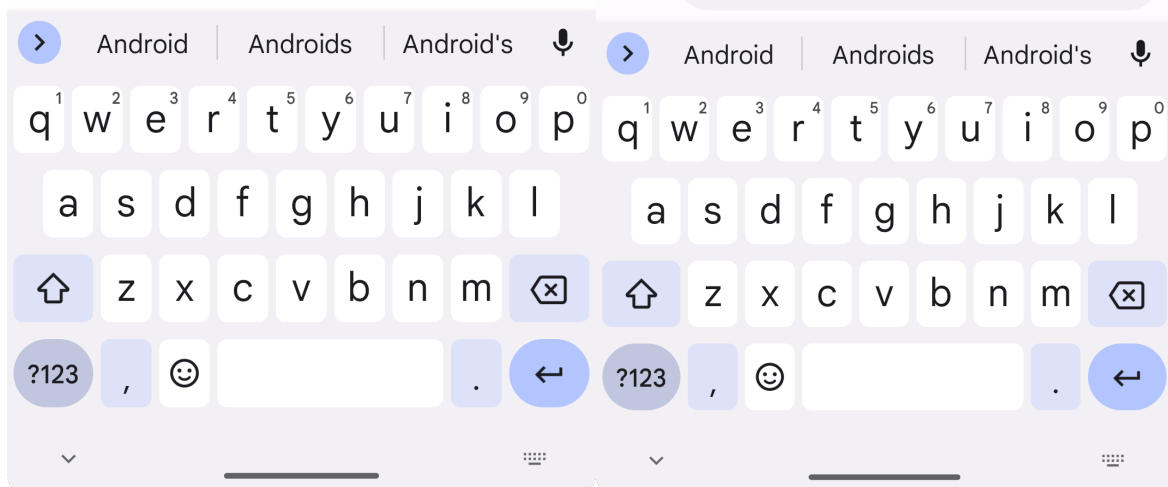 Android Androids Android's
q1 w2 e3 r4 t5 y6 u7 i8 o9 p0
a s d f g h j k l
z x c v b n m
?123 , .
Android Androids Android's
q1 w2 e3 r4 t5 y6 u7 i8 o9 p0
a s d f g h j k l
z x c v b n m
?123 , .